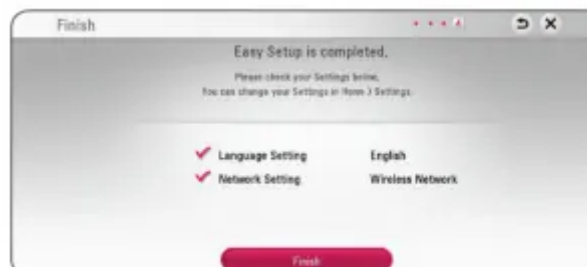 Finish
4
Easy Setup is completed.
Please check your Settings below.
You can change your Settings in Home > Settings.
Language Setting English
Network Setting Wireless Network
Finish